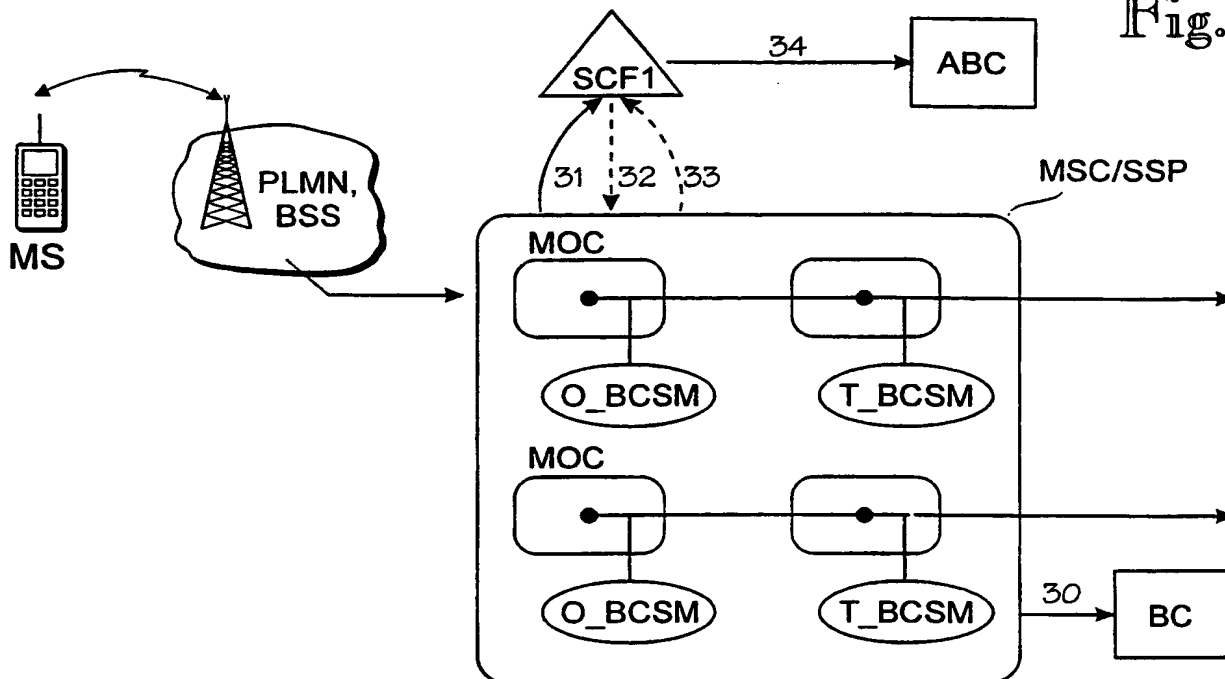 Fig.
SCF1
34
ABC
MS
PLMN,
BSS
31
32
33
MSC/SSP
MOC
O_BCSM
T_BCSM
MOC
O_BCSM
T_BCSM
30
BC